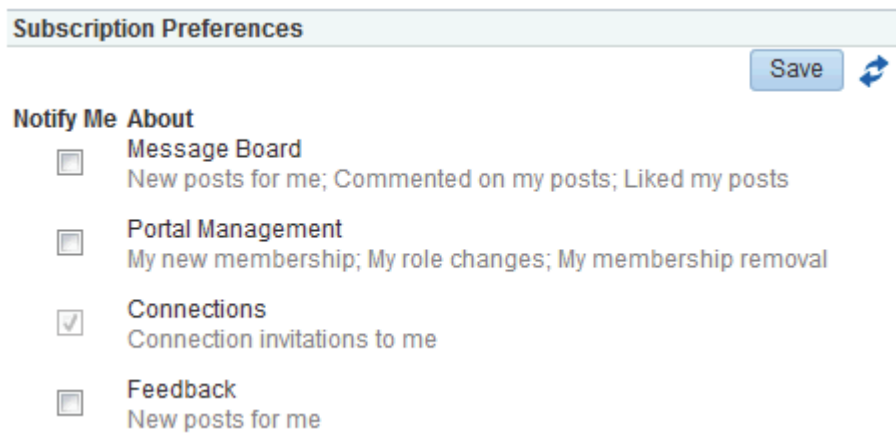 Subscription Preferences
Save
Notify Me About
Message Board
New posts for me; Commented on my posts; Liked my posts
Portal Management
My new membership; My role changes; My membership removal
Connections
Connection invitations to me
Feedback
New posts for me